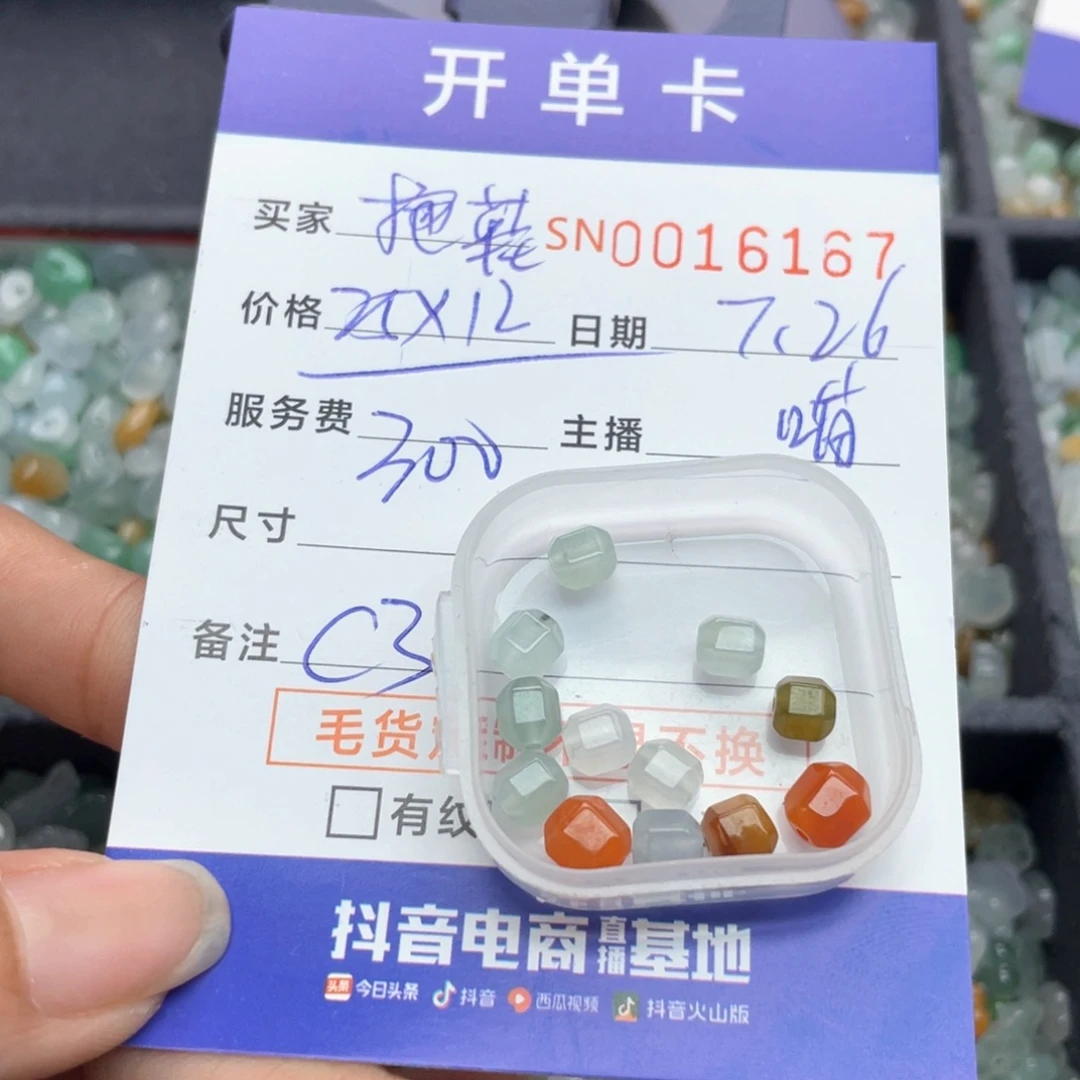 开单卡
买家 SN0016167
价格 25X12 日期 7.26
服务费 300 主播 喵
尺寸
备注 C3
毛货 不换
有纹
抖音电商直播基地
头条 今日头条 抖音 西瓜视频 抖音火山版